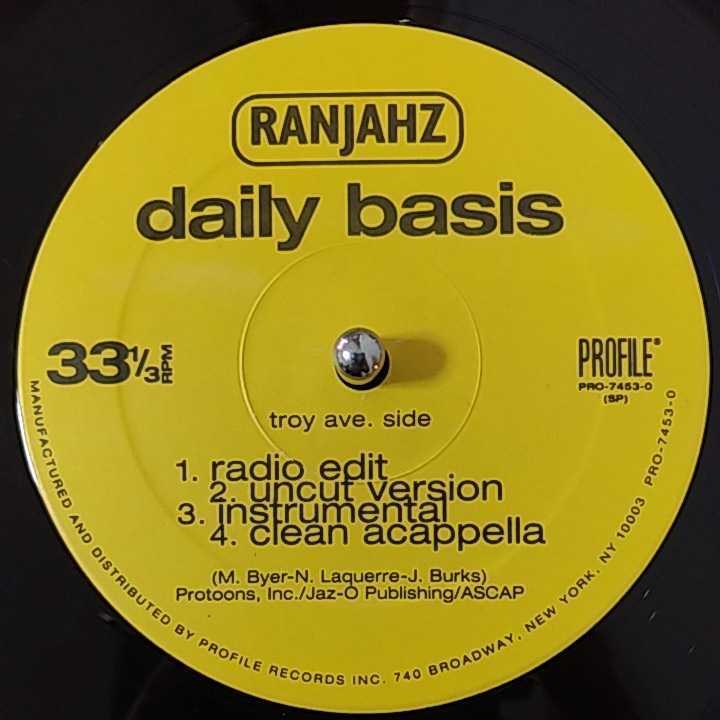 RANJAHZ
daily basis
33 1/3 RPM
PROFILE®
PRO-7453-0
(SP)
troy ave. side
1. radio edit
2. uncut version
3. instrumental
4. clean acappella
(M. Byer-N. Laquerre-J. Burks)
Protoons, Inc./Jaz-O Publishing/ASCAP
MANUFACTURED AND DISTRIBUTED BY PROFILE RECORDS INC. 740 BROADWAY, NEW YORK, NY 10003 PRO-7453-0